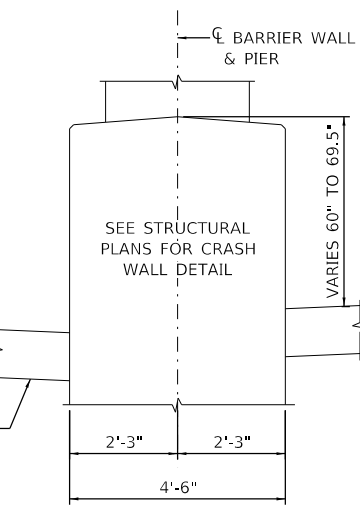 ℄ BARRIER WALL
& PIER
VARIES 60" TO 69.5"
SEE STRUCTURAL
PLANS FOR CRASH
WALL DETAIL
2'-3" 2'-3"
4'-6"